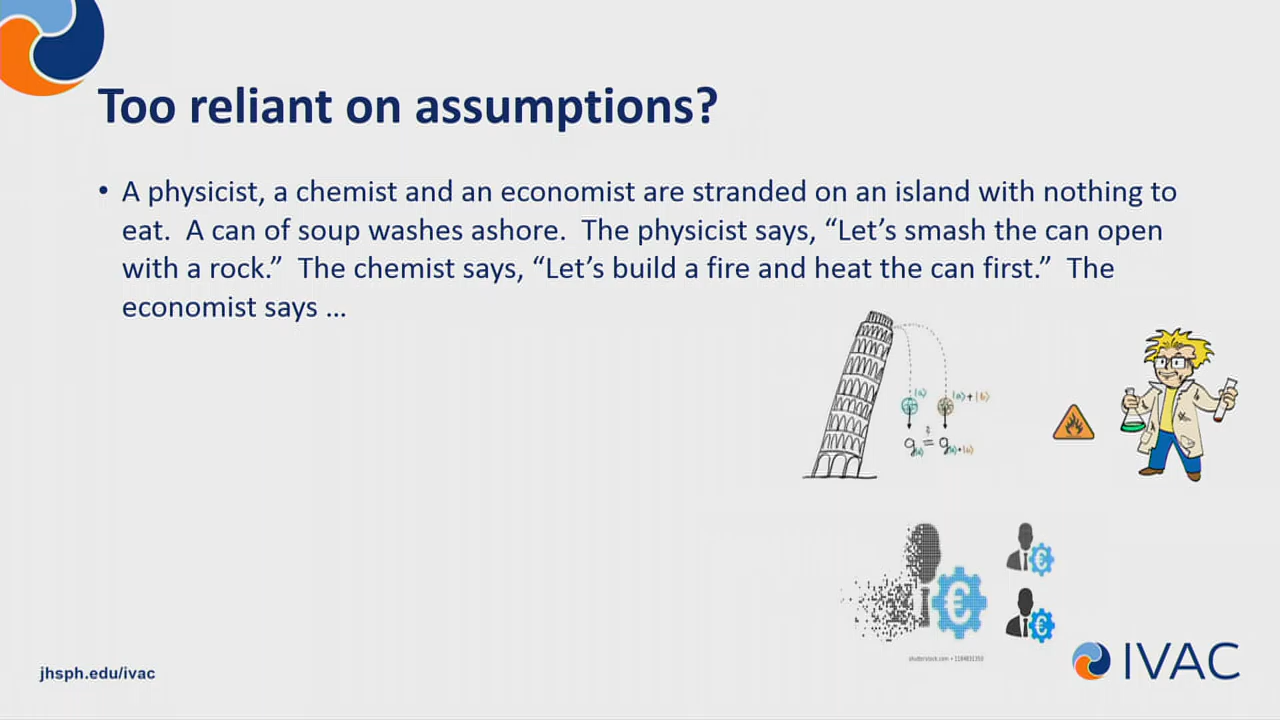 Too reliant on assumptions?
• A physicist, a chemist and an economist are stranded on an island with nothing to
eat.  A can of soup washes ashore.  The physicist says, “Let’s smash the can open
with a rock.”  The chemist says, “Let’s build a fire and heat the can first.”  The
economist says …
jhsph.edu/ivac
IVAC